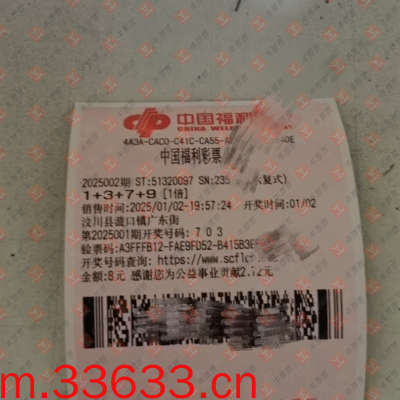 中国福利
CHINA WELF
4A3A-CAC0-C41C-CA55-
中国福利彩票
2025002期 ST:51320097 SN:235 复式)
1+3+7+9 [1倍]
销售时间:2025/01/02-19:57:24 开奖时间:01/02
汶川县漩口镇广东街
第2025001期开奖号码: 7 0 3
验票码:A3FFFB12-FAE9FD52-B415B3E
开奖号码查询: https://www.scflc
金额:8元 感谢您为公益事业贡献2.72元
m.33633.cn